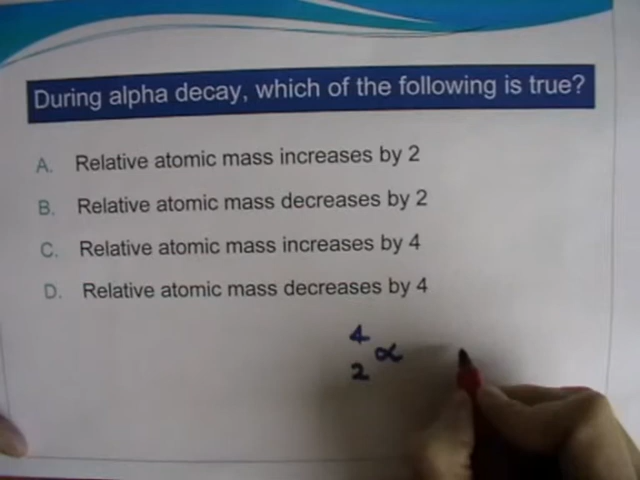 During alpha decay, which of the following is true?
A. Relative atomic mass increases by 2
B. Relative atomic mass decreases by 2
C. Relative atomic mass increases by 4
D. Relative atomic mass decreases by 4
4
2 α